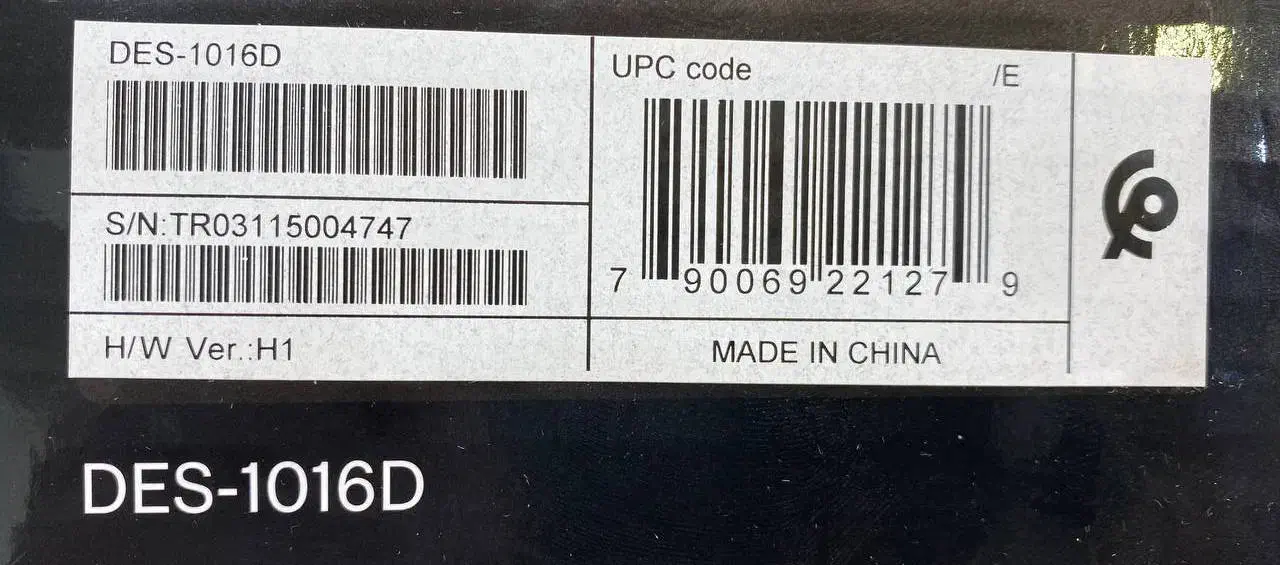 DES-1016D
S/N:TR03115004747
H/W Ver.:H1
UPC code /E
7 90069 22127 9
MADE IN CHINA
DES-1016D